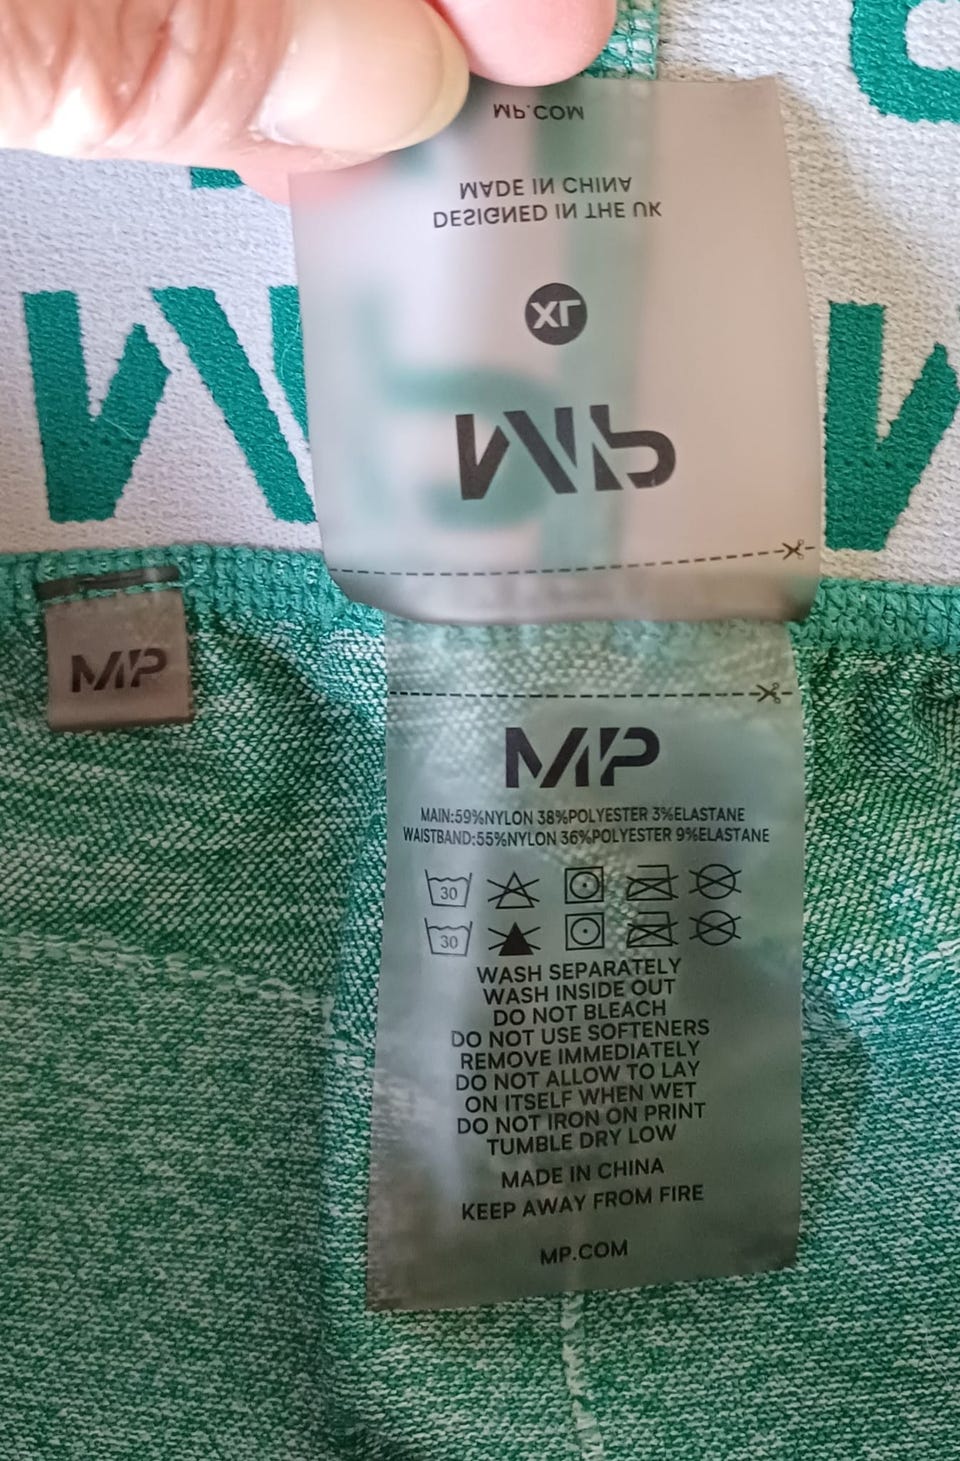 MP.COM
MADE IN CHINA
DESIGNED IN THE UK
XL
MP
MP
MP
MAIN:59%NYLON 38%POLYESTER 3%ELASTANE
WAISTBAND:55%NYLON 36%POLYESTER 9%ELASTANE
30
30
WASH SEPARATELY
WASH INSIDE OUT
DO NOT BLEACH
DO NOT USE SOFTENERS
REMOVE IMMEDIATELY
DO NOT ALLOW TO LAY
ON ITSELF WHEN WET
DO NOT IRON ON PRINT
TUMBLE DRY LOW
MADE IN CHINA
KEEP AWAY FROM FIRE
MP.COM